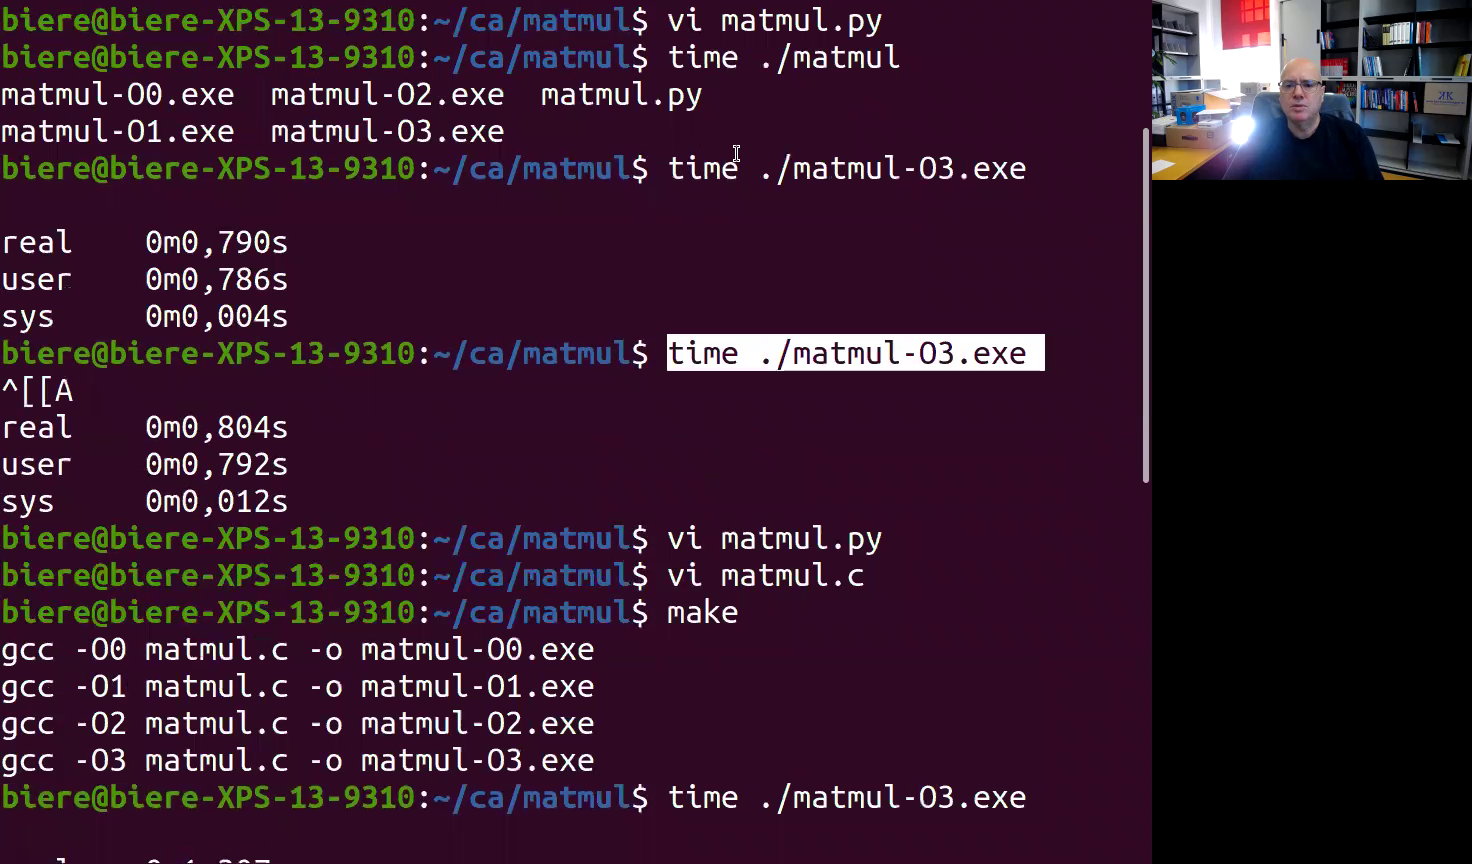 biere@biere-XPS-13-9310:~/ca/matmul$ vi matmul.py
biere@biere-XPS-13-9310:~/ca/matmul$ time ./matmul
matmul-O0.exe  matmul-O2.exe  matmul.py
matmul-O1.exe  matmul-O3.exe
biere@biere-XPS-13-9310:~/ca/matmul$ time ./matmul-O3.exe
real    0m0,790s
user    0m0,786s
sys     0m0,004s
biere@biere-XPS-13-9310:~/ca/matmul$ time ./matmul-O3.exe
^[[A
real    0m0,804s
user    0m0,792s
sys     0m0,012s
biere@biere-XPS-13-9310:~/ca/matmul$ vi matmul.py
biere@biere-XPS-13-9310:~/ca/matmul$ vi matmul.c
biere@biere-XPS-13-9310:~/ca/matmul$ make
gcc -O0 matmul.c -o matmul-O0.exe
gcc -O1 matmul.c -o matmul-O1.exe
gcc -O2 matmul.c -o matmul-O2.exe
gcc -O3 matmul.c -o matmul-O3.exe
biere@biere-XPS-13-9310:~/ca/matmul$ time ./matmul-O3.exe